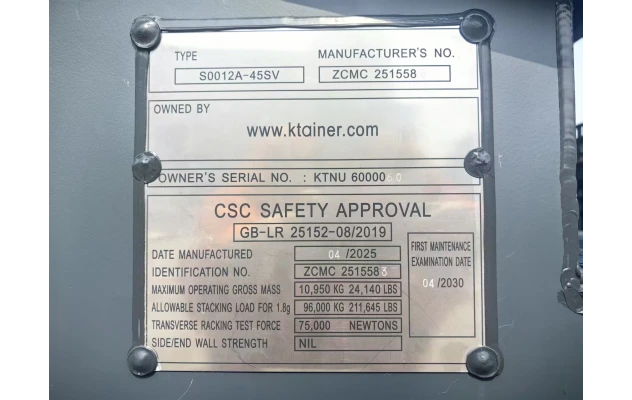 TYPE
S0012A-45SV
MANUFACTURER'S NO.
ZCMC 251558
OWNED BY
www.ktainer.com
OWNER'S SERIAL NO. : KTNU 60000
CSC SAFETY APPROVAL
GB-LR 25152-08/2019
DATE MANUFACTURED 04 /2025
IDENTIFICATION NO. ZCMC 2515583
MAXIMUM OPERATING GROSS MASS 10,950 KG 24,140 LBS
ALLOWABLE STACKING LOAD FOR 1.8g 96,000 KG 211,645 LBS
TRANSVERSE RACKING TEST FORCE 75,000 NEWTONS
SIDE/END WALL STRENGTH NIL
FIRST MAINTENANCE
EXAMINATION DATE
04 /2030